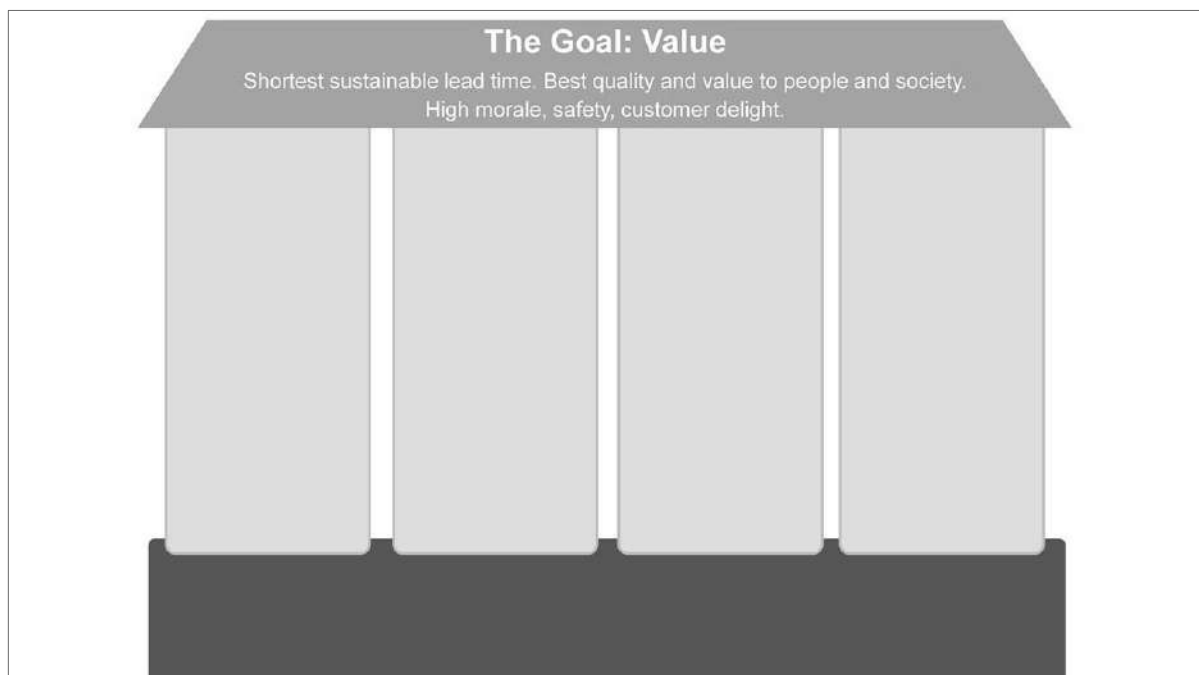 The Goal: Value
Shortest sustainable lead time. Best quality and value to people and society.
High morale, safety, customer delight.